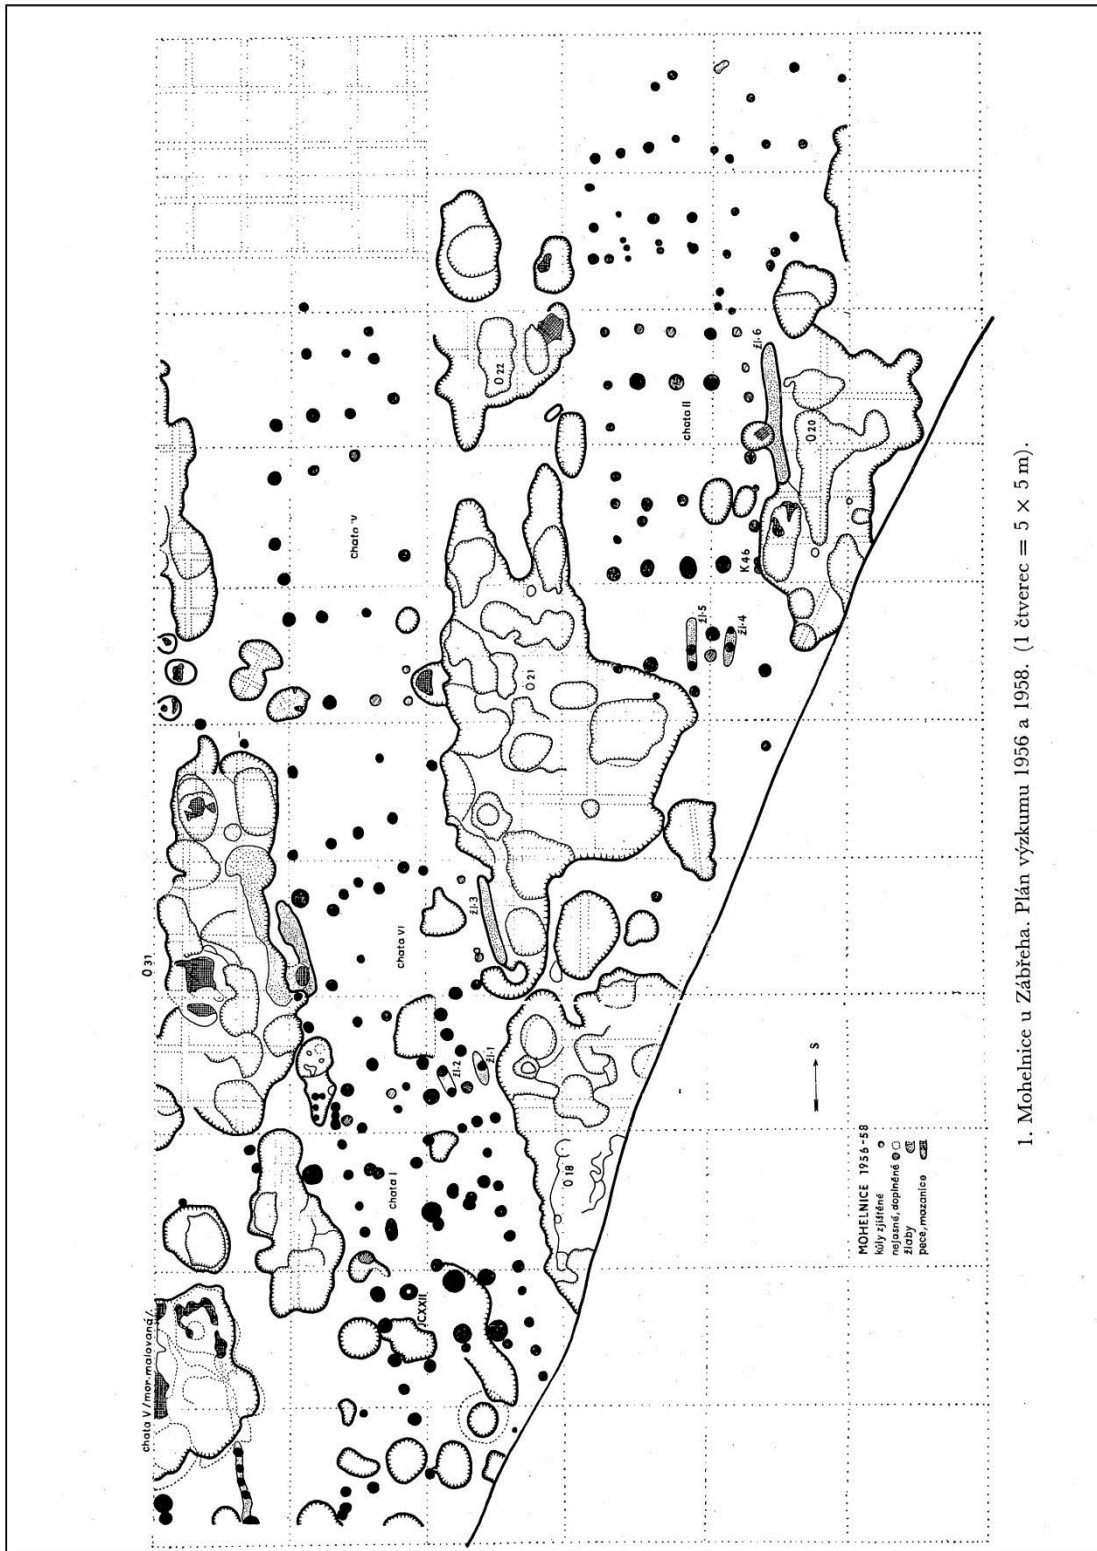 O 31
chata V /mor. malovaná/
Chata V
O 22
chata II
žl.6
O 20
K 46
žl.5
žl.4
O 21
chata VI
žl.3
žl.2
žl.1
chata I
JCXXII
O 18
S
MOHELNICE 1956-58
kůly zjištěné
nejasné, doplněné
žlaby
pece, mazanice
1. Mohelnice u Zábřeha. Plán výzkumu 1956 a 1958. (1 čtverec = 5 × 5 m).